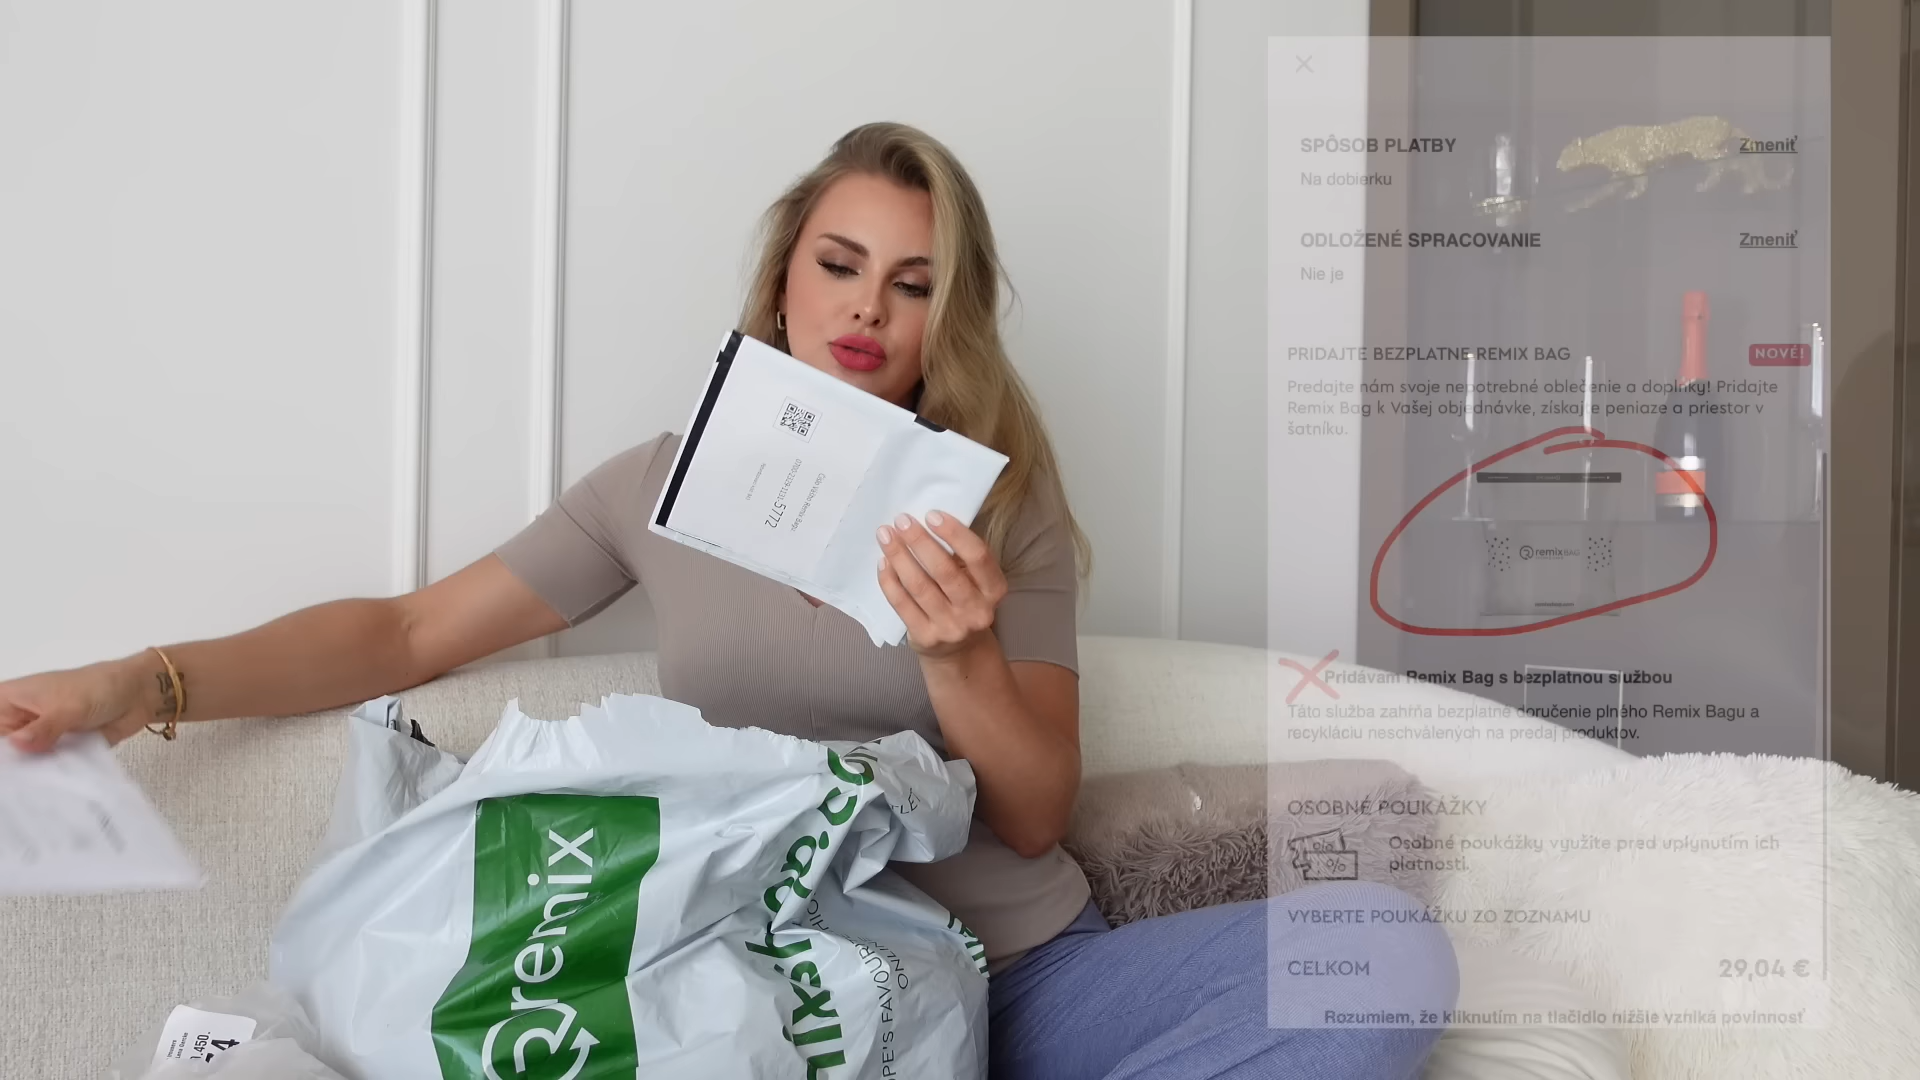 SPÔSOB PLATBY
Zmeniť
Na dobierku
ODLOŽENÉ SPRACOVANIE
Zmeniť
Nie je
PRIDAJTE BEZPLATNE REMIX BAG
NOVÉ!
Predajte nám svoje nepotrebné oblečenie a doplnky! Pridajte
Remix Bag k Vašej objednávke, získajte peniaze a priestor v
šatníku.
remix BAG
Pridávam Remix Bag s bezplatnou službou
Táto služba zahŕňa bezplatné doručenie plného Remix Bagu a
recykláciu neschválených na predaj produktov.
OSOBNÉ POUKÁŽKY
Osobné poukážky využite pred uplynutím ich
platnosti.
VYBERTE POUKÁŽKU ZO ZOZNAMU
CELKOM
29,04 €
Rozumiem, že kliknutím na tlačidlo nižšie vzniká povinnosť
5772
remix